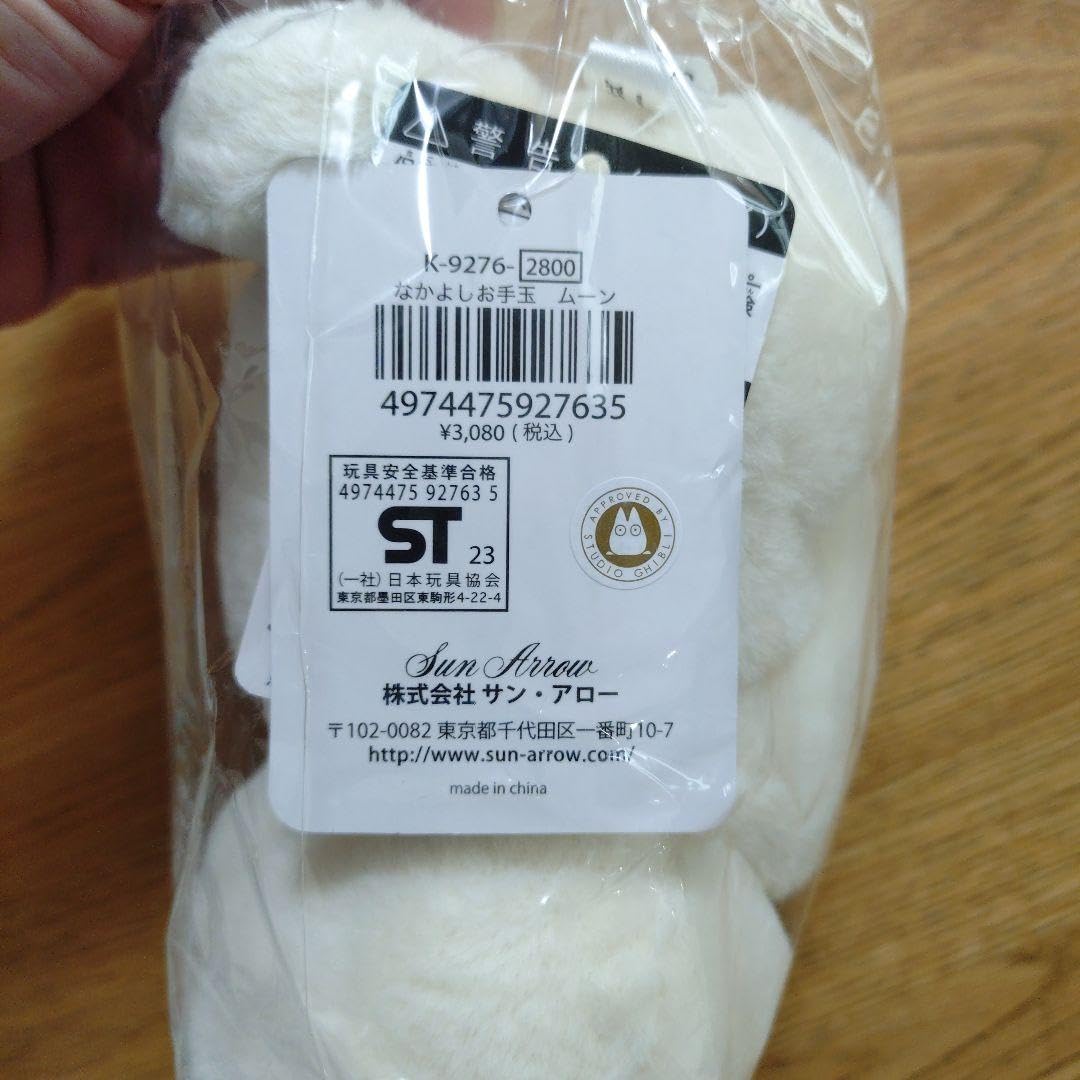 警告
K-9276-2800
なかよしお手玉 ムーン
4974475927635
¥3,080 (税込)
玩具安全基準合格
4974475 92763 5
ST 23
(一社)日本玩具協会
東京都墨田区東駒形4-22-4
APPROVED BY
STUDIO GHIBLI
Sun Arrow
株式会社 サン・アロー
〒102-0082 東京都千代田区一番町10-7
http://www.sun-arrow.com/
made in china